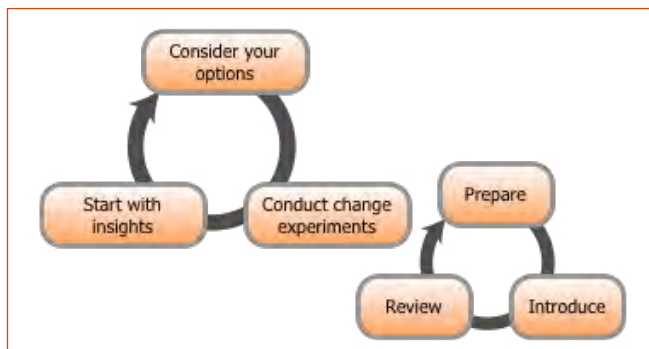 Consider your
options
Start with
insights
Conduct change
experiments
Prepare
Review
Introduce